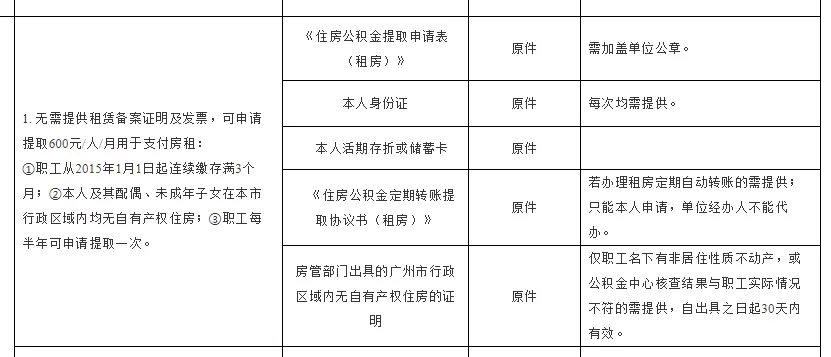 1. 无需提供租赁备案证明及发票，可申请
提取600元/人/月用于支付房租：
①职工从2015年1月1日起连续缴存满3个
月；②本人及其配偶、未成年子女在本市
行政区域内均无自有产权住房；③职工每
半年可申请提取一次。
《住房公积金提取申请表
（租房）》
原件
需加盖单位公章。
本人身份证
原件
每次均需提供。
本人活期存折或储蓄卡
原件
《住房公积金定期转账提
取协议书（租房）》
原件
若办理租房定期自动转账的需提供；
只能本人申请，单位经办人不能代
办。
房管部门出具的广州市行政
区域内无自有产权住房的证
明
原件
仅职工名下有非居住性质不动产，或
公积金中心核查结果与职工实际情况
不符的需提供，自出具之日起30天内
有效。